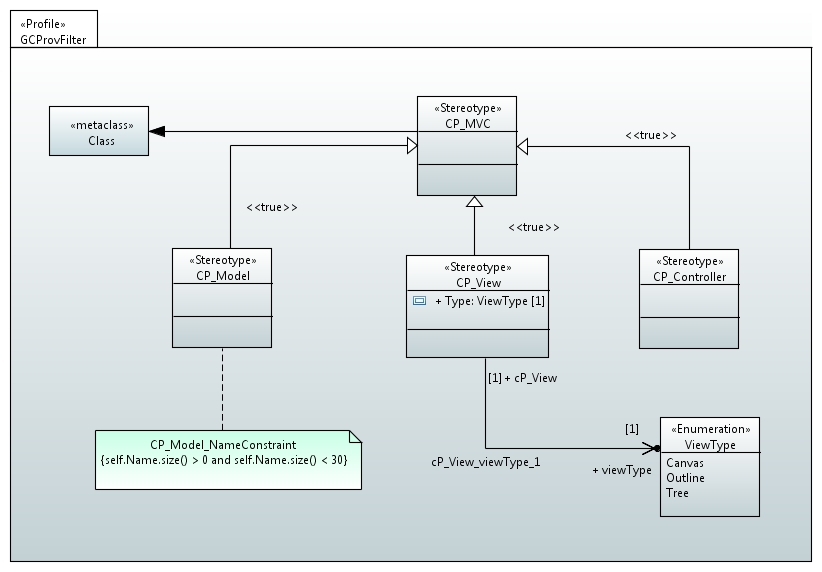 «Profile»
GCProvFilter
«metaclass»
Class
«Stereotype»
CP_MVC
<<true>>
<<true>>
<<true>>
«Stereotype»
CP_Model
«Stereotype»
CP_View
+ Type: ViewType [1]
«Stereotype»
CP_Controller
[1] + cP_View
CP_Model_NameConstraint
{self.Name.size() > 0 and self.Name.size() < 30}
cP_View_viewType_1
[1]
+ viewType
«Enumeration»
ViewType
Canvas
Outline
Tree